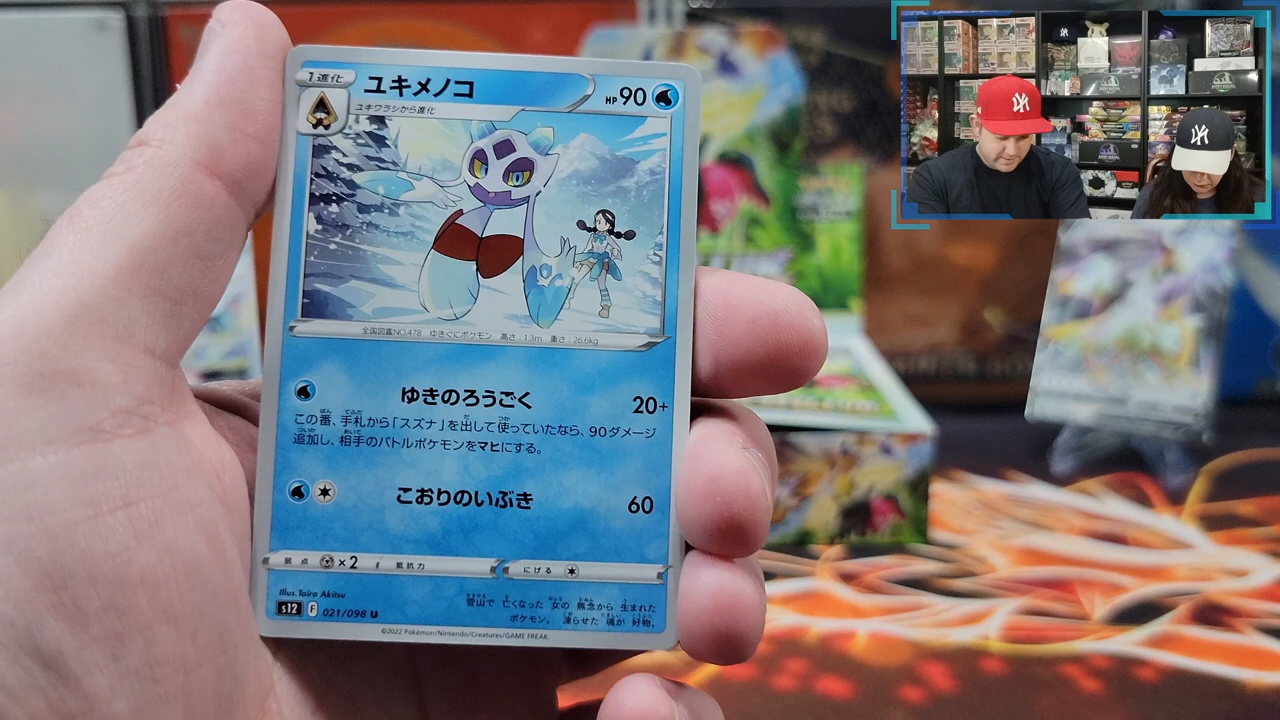 1進化
ユキメノコ
HP 90
ユキワラシから進化
全国図鑑NO.478 ゆきぐにポケモン 高さ:1.3m 重さ:26.6kg
ゆきのろうごく 20+
この番、手札から「スズナ」を出して使っていたなら、90ダメージ
追加し、相手のバトルポケモンをマヒにする。
こおりのいぶき 60
弱点 ×2 抵抗力 にげる
Illus. Taira Akitsu
s12 F 021/098 U
雪山で 亡くなった 女の 無念から 生まれた
ポケモン。 凍らせた 魂が 好物。
©2022 Pokémon/Nintendo/Creatures/GAME FREAK.
NY
NY